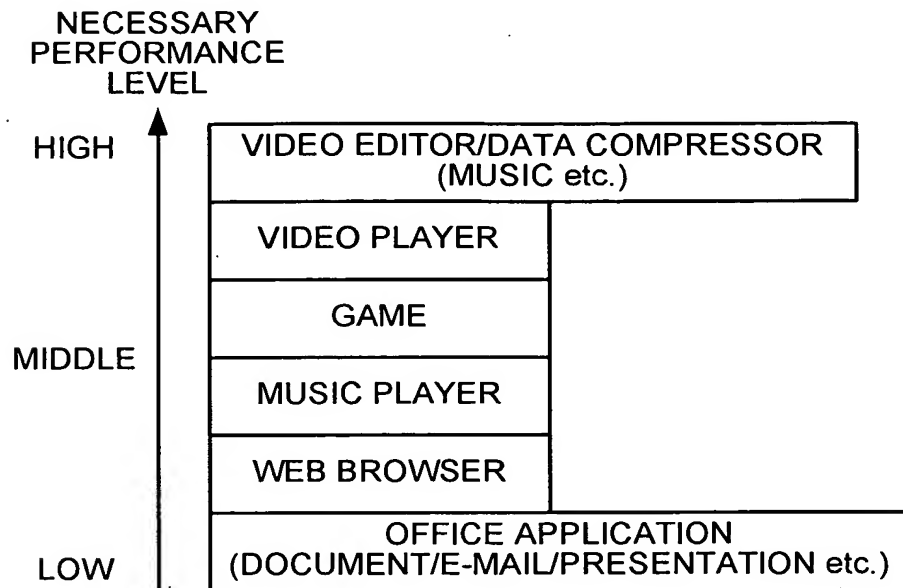 NECESSARY
PERFORMANCE
LEVEL
HIGH
VIDEO EDITOR/DATA COMPRESSOR
(MUSIC etc.)
VIDEO PLAYER
GAME
MIDDLE
MUSIC PLAYER
WEB BROWSER
OFFICE APPLICATION
LOW
(DOCUMENT/E-MAIL/PRESENTATION etc.)